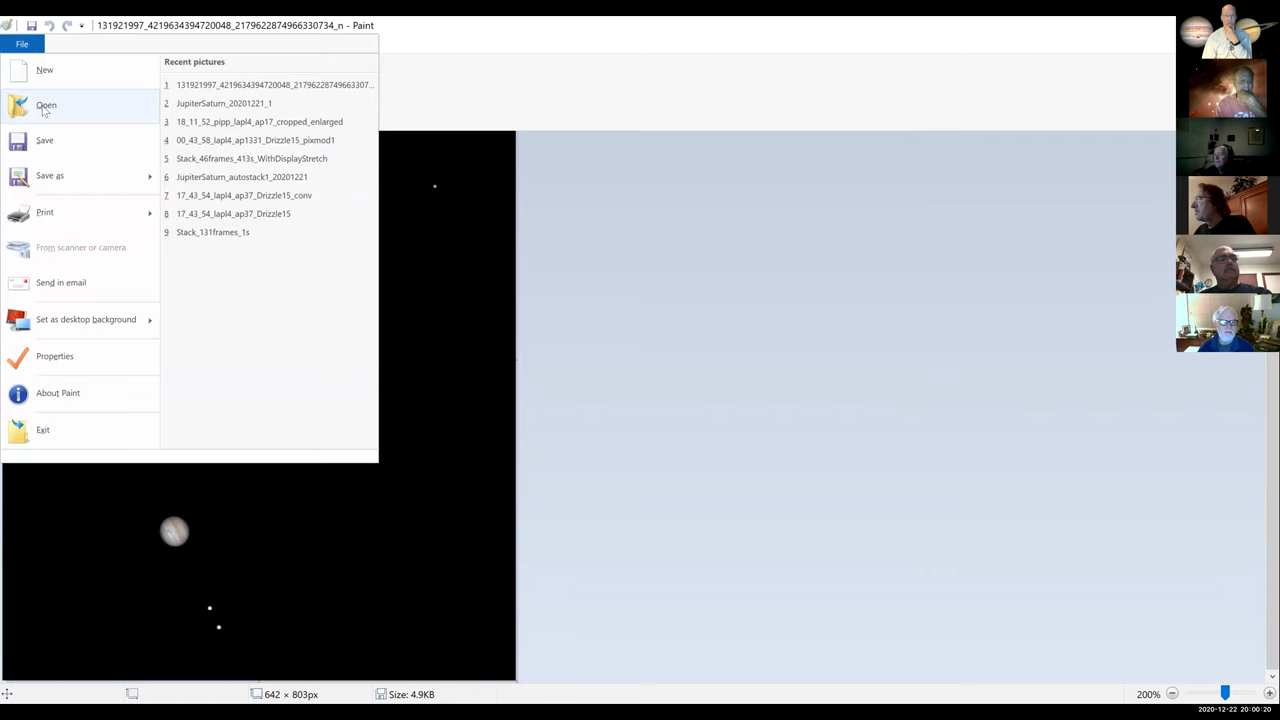 131921997_4219634394720048_2179622874966330734_n - Paint
File
New
Open
Save
Save as
Print
From scanner or camera
Send in email
Set as desktop background
Properties
About Paint
Exit
Recent pictures
1 131921997_4219634394720048_21796228749663307...
2 JupiterSaturn_20201221_1
3 18_11_52_pipp_lapl4_ap17_cropped_enlarged
4 00_43_58_lapl4_ap1331_Drizzle15_pixmod1
5 Stack_46frames_413s_WithDisplayStretch
6 JupiterSaturn_autostack1_20201221
7 17_43_54_lapl4_ap37_Drizzle15_conv
8 17_43_54_lapl4_ap37_Drizzle15
9 Stack_131frames_1s
642 × 803px
Size: 4.9KB
200%
2020-12-22 20:00:20